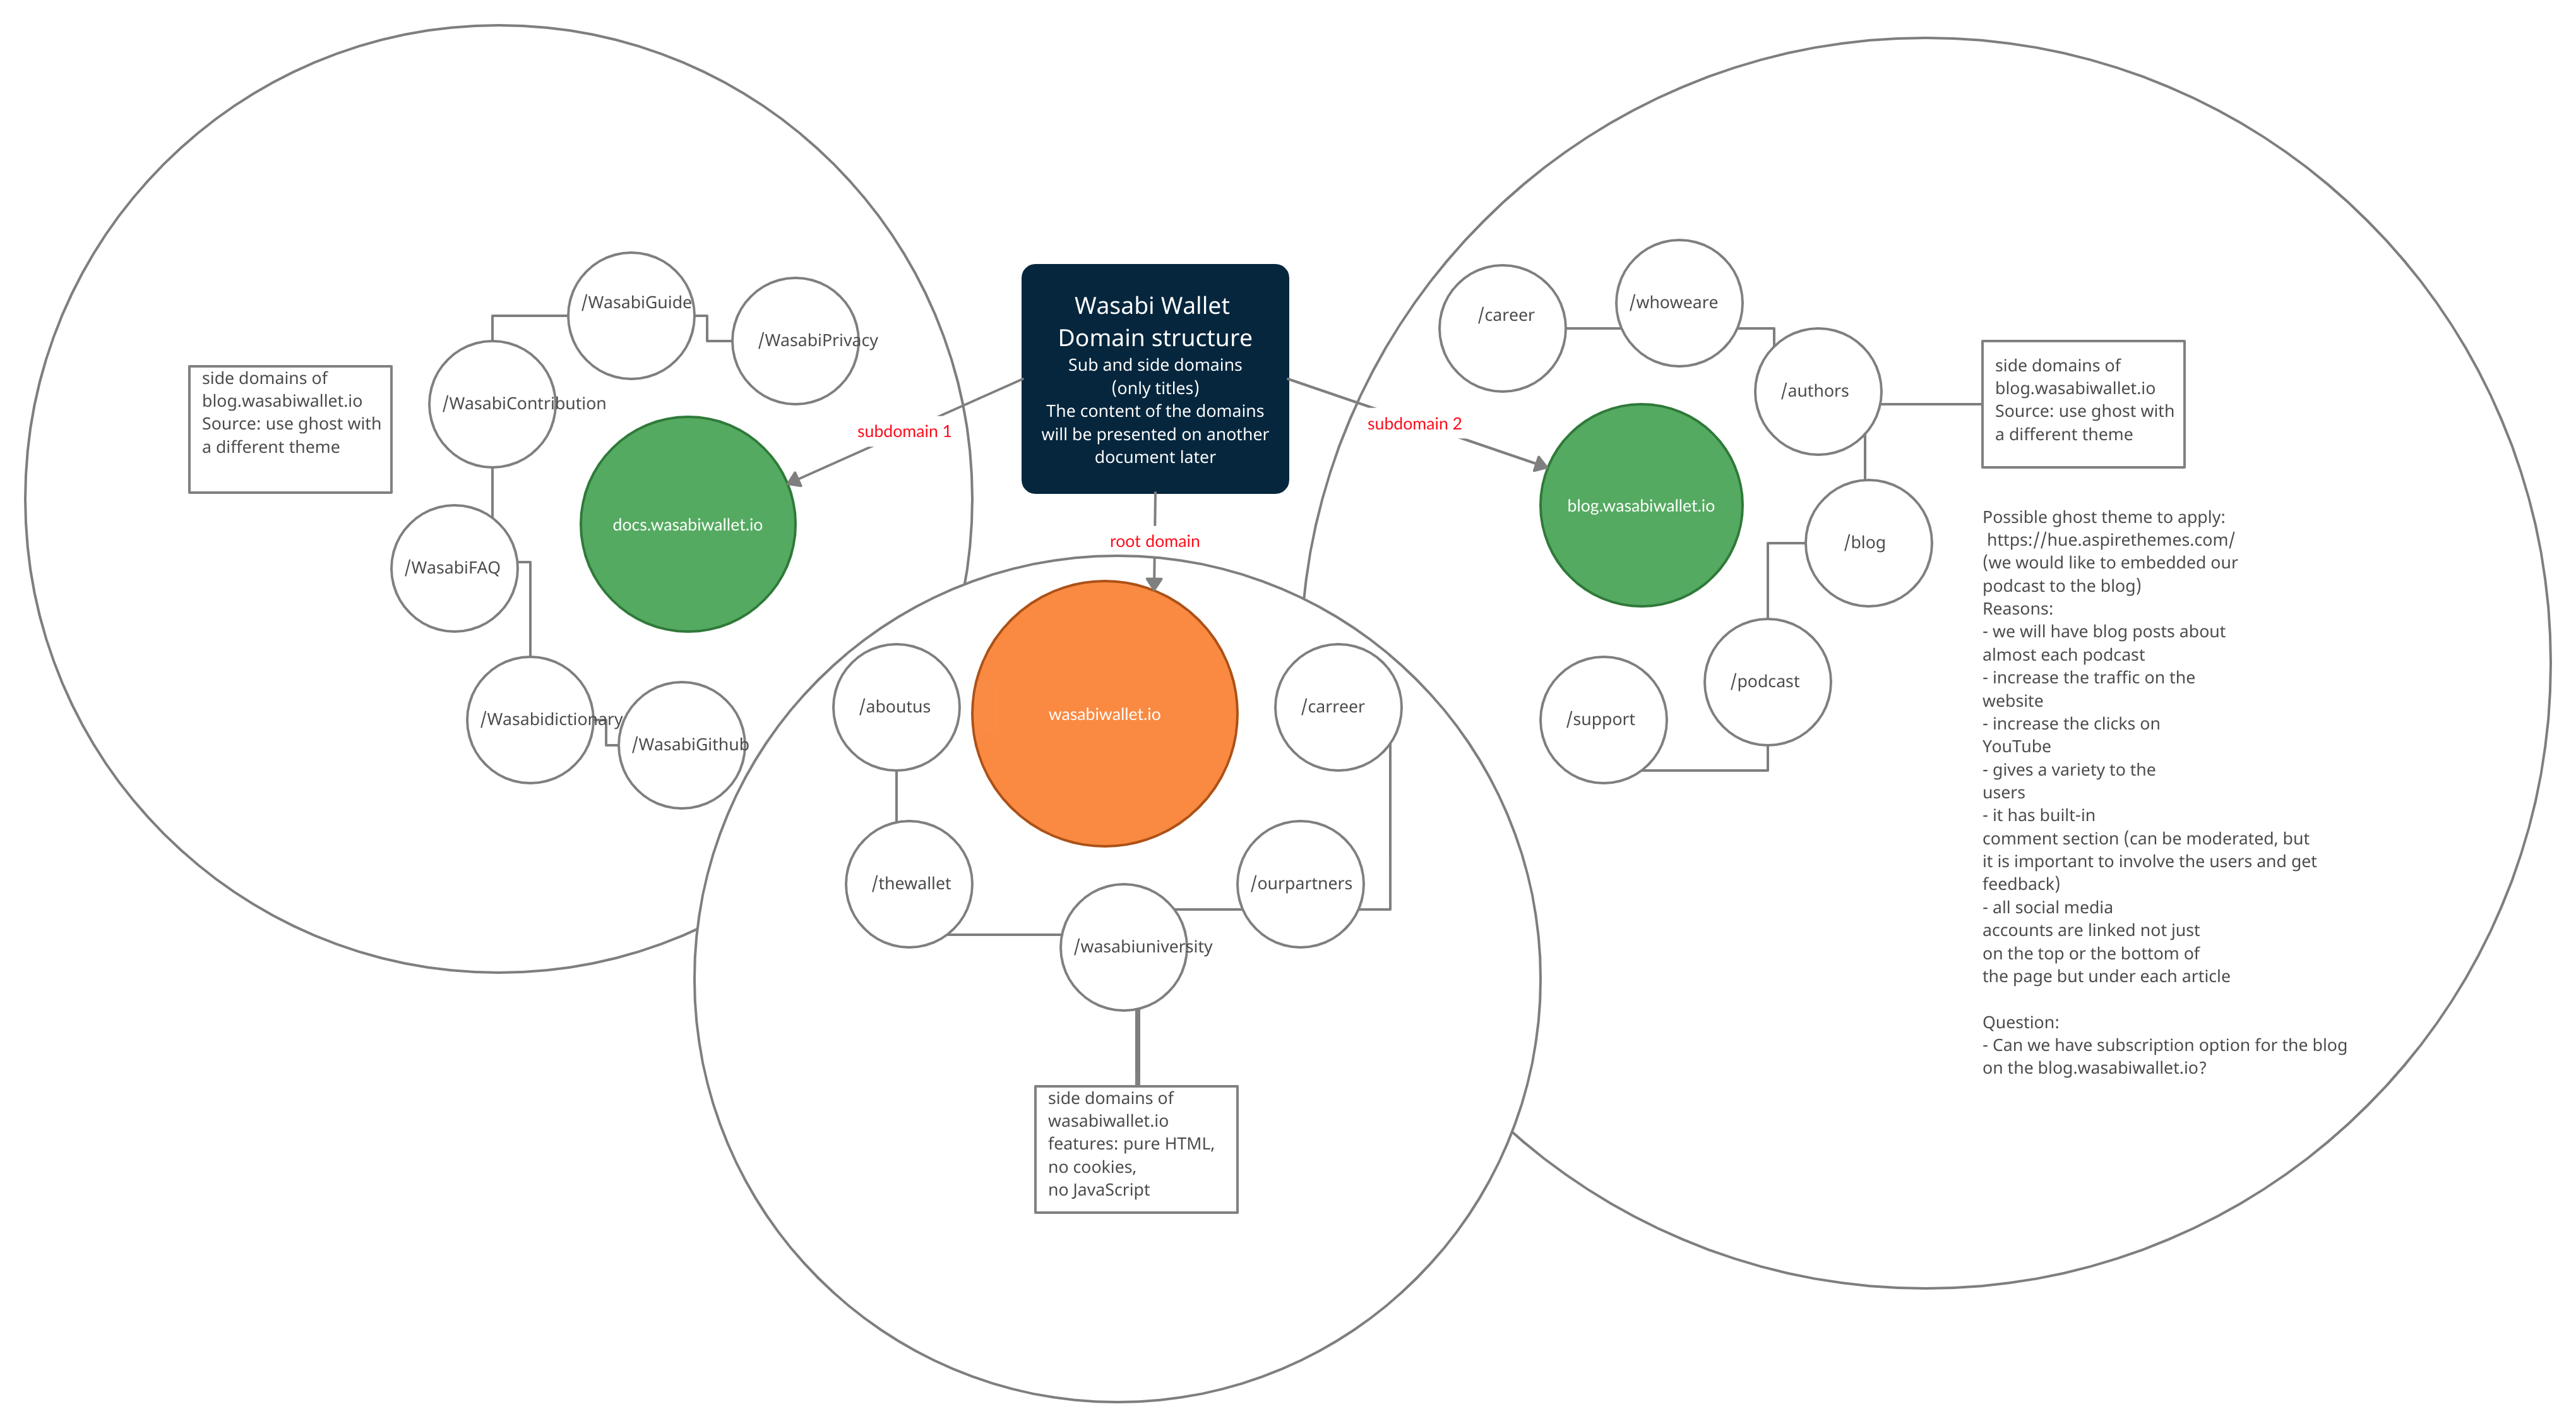 Wasabi Wallet
Domain structure
Sub and side domains
(only titles)
The content of the domains
will be presented on another
document later
subdomain 1
root domain
subdomain 2
/WasabiGuide
/WasabiPrivacy
/WasabiContribution
side domains of
blog.wasabiwallet.io
Source: use ghost with
a different theme
docs.wasabiwallet.io
/WasabiFAQ
/Wasabidictionary
/WasabiGithub
wasabiwallet.io
/aboutus
/carreer
/thewallet
/ourpartners
/wasabiuniversity
side domains of
wasabiwallet.io
features: pure HTML,
no cookies,
no JavaScript
/career
/whoweare
/authors
side domains of
blog.wasabiwallet.io
Source: use ghost with
a different theme
blog.wasabiwallet.io
/blog
/podcast
/support
Possible ghost theme to apply:
https://hue.aspirethemes.com/
(we would like to embedded our
podcast to the blog)
Reasons:
- we will have blog posts about
almost each podcast
- increase the traffic on the
website
- increase the clicks on
YouTube
- gives a variety to the
users
- it has built-in
comment section (can be moderated, but
it is important to involve the users and get
feedback)
- all social media
accounts are linked not just
on the top or the bottom of
the page but under each article
Question:
- Can we have subscription option for the blog
on the blog.wasabiwallet.io?